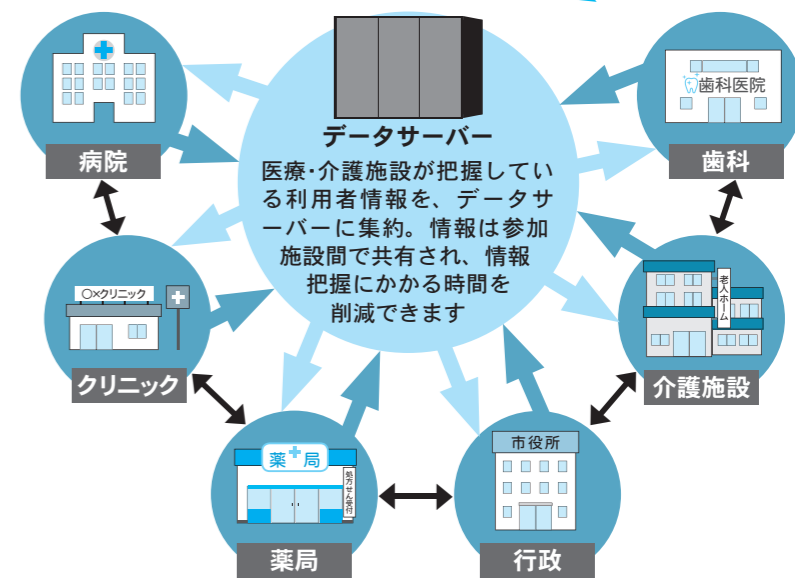 データサーバー
医療・介護施設が把握してい
る利用者情報を、データサ
ーバーに集約。情報は参加
施設間で共有され、情報
把握にかかる時間を
削減できます
病院
歯科医院
歯科
○×クリニック
クリニック
老人ホーム
介護施設
薬局
処方せん受付
薬局
市役所
行政